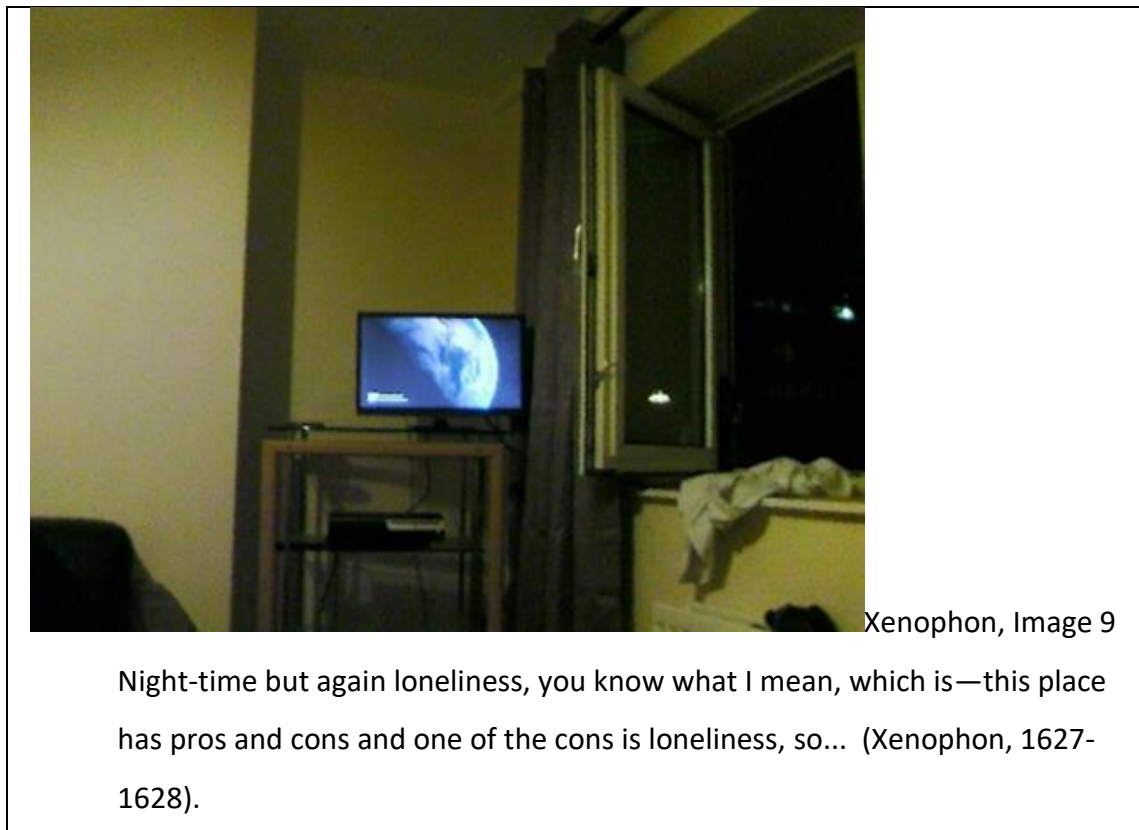 Xenophon, Image 9
Night-time but again loneliness, you know what I mean, which is—this place
has pros and cons and one of the cons is loneliness, so... (Xenophon, 1627-
1628).